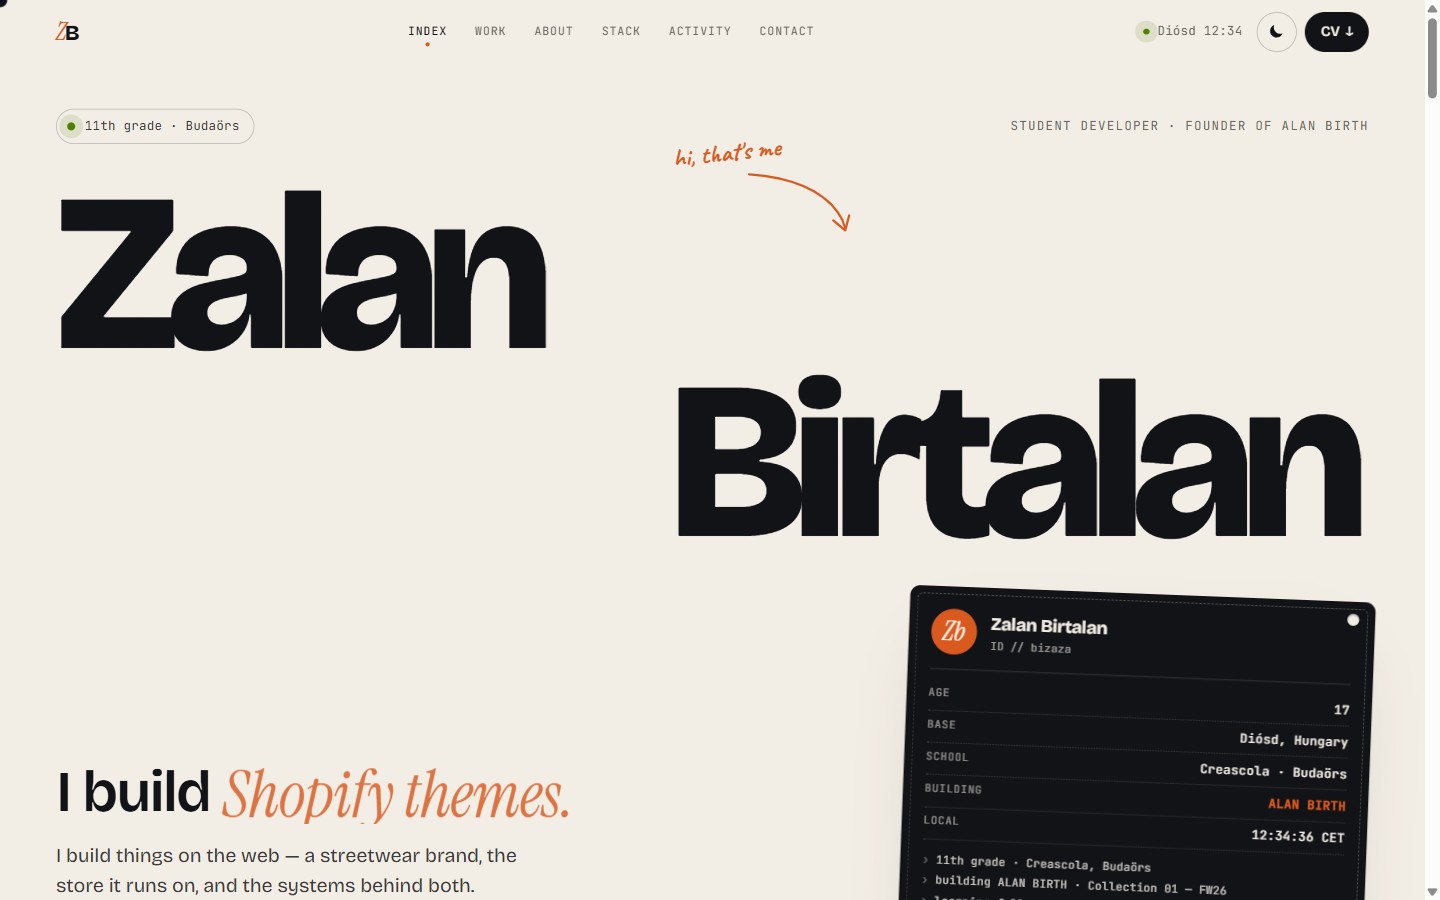 ZB
INDEX WORK ABOUT STACK ACTIVITY CONTACT
Diósd 12:34
CV ↓
11th grade · Budaörs
STUDENT DEVELOPER · FOUNDER OF ALAN BIRTH
hi, that's me
Zalan
Birtalan
Zb
Zalan Birtalan
ID // bizaza
AGE 17
BASE Diósd, Hungary
SCHOOL Creascola · Budaörs
BUILDING ALAN BIRTH
LOCAL 12:34:36 CET
› 11th grade · Creascola, Budaörs
› building ALAN BIRTH · Collection 01 — FW26
I build Shopify themes.
I build things on the web — a streetwear brand, the
store it runs on, and the systems behind both.